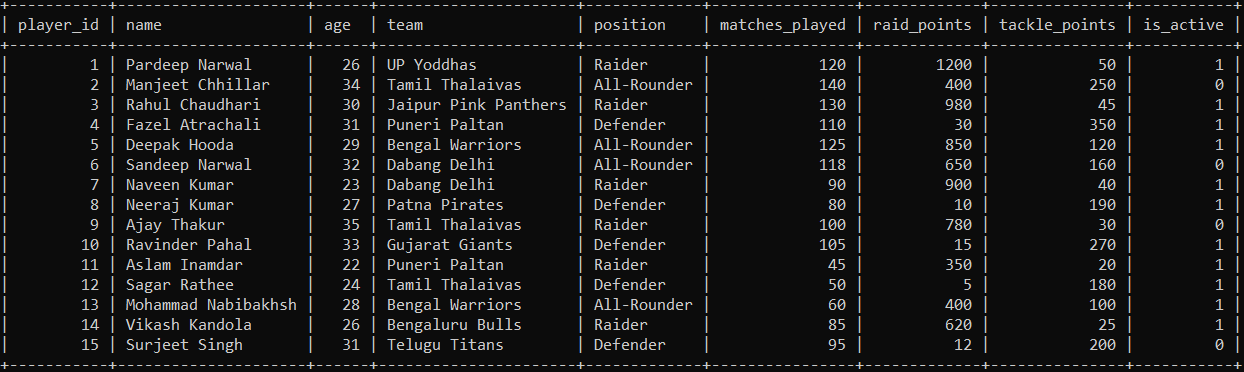 +-----------+--------------------+------+----------------------+-------------+----------------+-------------+---------------+-----------+
| player_id | name               | age  | team                 | position    | matches_played | raid_points | tackle_points | is_active |
+-----------+--------------------+------+----------------------+-------------+----------------+-------------+---------------+-----------+
|         1 | Pardeep Narwal     |   26 | UP Yoddhas           | Raider      |            120 |        1200 |            50 |         1 |
|         2 | Manjeet Chhillar   |   34 | Tamil Thalaivas      | All-Rounder |            140 |         400 |           250 |         0 |
|         3 | Rahul Chaudhari    |   30 | Jaipur Pink Panthers | Raider      |            130 |         980 |            45 |         1 |
|         4 | Fazel Atrachali    |   31 | Puneri Paltan        | Defender    |            110 |          30 |           350 |         1 |
|         5 | Deepak Hooda       |   29 | Bengal Warriors      | All-Rounder |            125 |         850 |           120 |         1 |
|         6 | Sandeep Narwal     |   32 | Dabang Delhi         | All-Rounder |            118 |         650 |           160 |         0 |
|         7 | Naveen Kumar       |   23 | Dabang Delhi         | Raider      |             90 |         900 |            40 |         1 |
|         8 | Neeraj Kumar       |   27 | Patna Pirates        | Defender    |             80 |          10 |           190 |         1 |
|         9 | Ajay Thakur        |   35 | Tamil Thalaivas      | Raider      |            100 |         780 |            30 |         0 |
|        10 | Ravinder Pahal     |   33 | Gujarat Giants       | Defender    |            105 |          15 |           270 |         1 |
|        11 | Aslam Inamdar      |   22 | Puneri Paltan        | Raider      |             45 |         350 |            20 |         1 |
|        12 | Sagar Rathee       |   24 | Tamil Thalaivas      | Defender    |             50 |           5 |           180 |         1 |
|        13 | Mohammad Nabibakhsh |   28 | Bengal Warriors      | All-Rounder |             60 |         400 |           100 |         1 |
|        14 | Vikash Kandola     |   26 | Bengaluru Bulls      | Raider      |             85 |         620 |            25 |         1 |
|        15 | Surjeet Singh      |   31 | Telugu Titans        | Defender    |             95 |          12 |           200 |         0 |
+-----------+--------------------+------+----------------------+-------------+----------------+-------------+---------------+-----------+